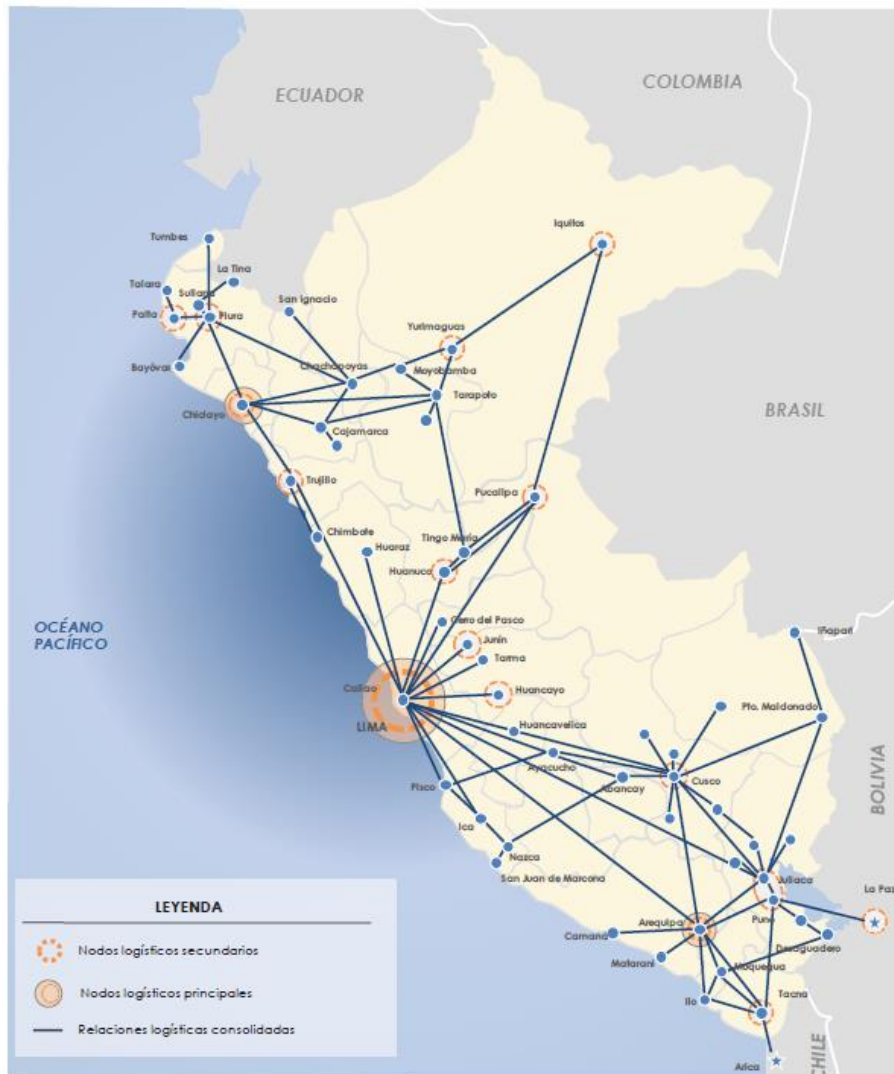 COLOMBIA
ECUADOR
Iquitos
Tumbes
La Tina
Talara
Sullana
San Ignacio
Paita
Piura
Yurimaguas
Bayóvar
Chachapoyas
Moyobamba
Tarapoto
BRASIL
Chiclayo
Cajamarca
Trujillo
Pucallpa
Chimbote
Tingo María
Huaraz
Huanuco
Cerro del Pasco
OCÉANO
PACÍFICO
Junín
Iñapari
Tarma
Callao
Huancayo
LIMA
Huancavelica
Pto. Maldonado
Ayacucho
Abancay
Cusco
BOLIVIA
Pisco
Ica
Nazca
San Juan de Marcona
Juliaca
La Paz
LEYENDA
Arequipa
Puno
Camaná
Desaguadero
Nodos logísticos secundarios
Matarani
Moquegua
Nodos logísticos principales
Ilo
Tacna
Relaciones logísticas consolidadas
Arica
CHILE